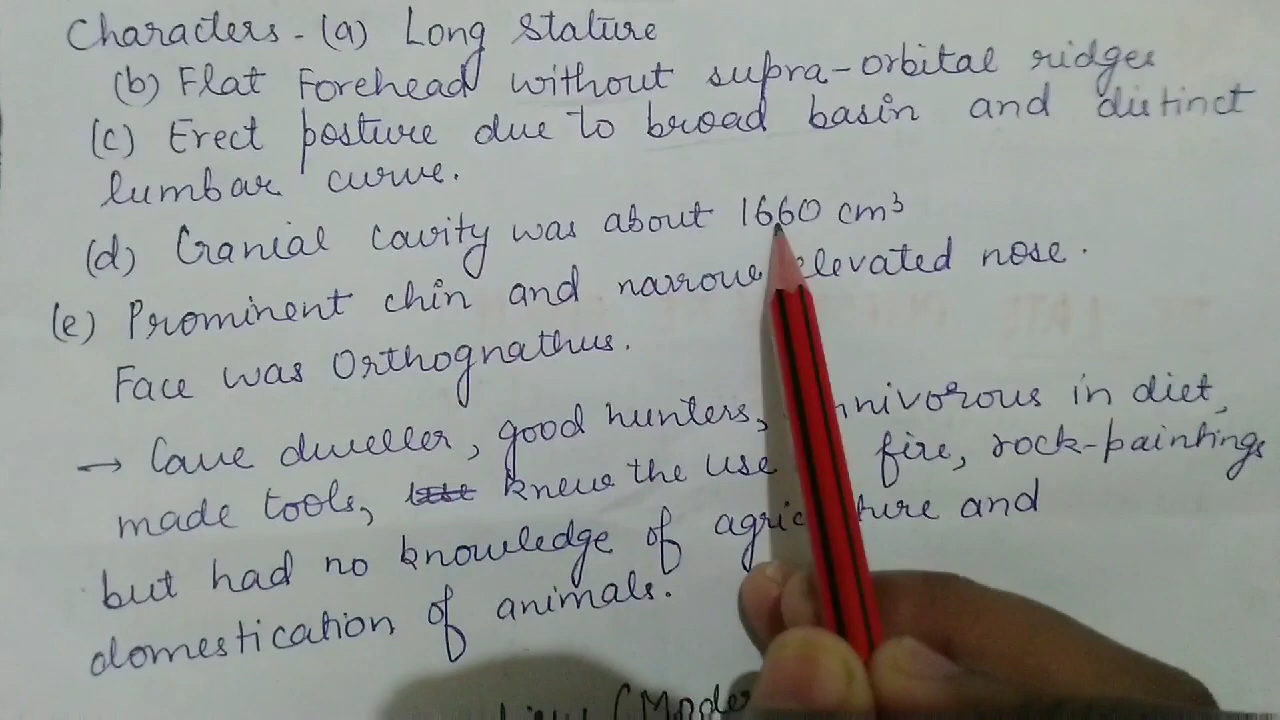 Characters - (a) Long Stature
(b) Flat Forehead without supra-orbital ridges
(c) Erect posture due to broad basin and distinct
lumbar curve.
(d) Cranial cavity was about 1660 cm³
(e) Prominent chin and narrow elevated nose.
Face was Orthognathus.
→ Cave dweller, good hunters, omnivorous in diet,
made tools, knew the use fire, rock-paintings
but had no knowledge of agriculture and
domestication of animals.
(Moder